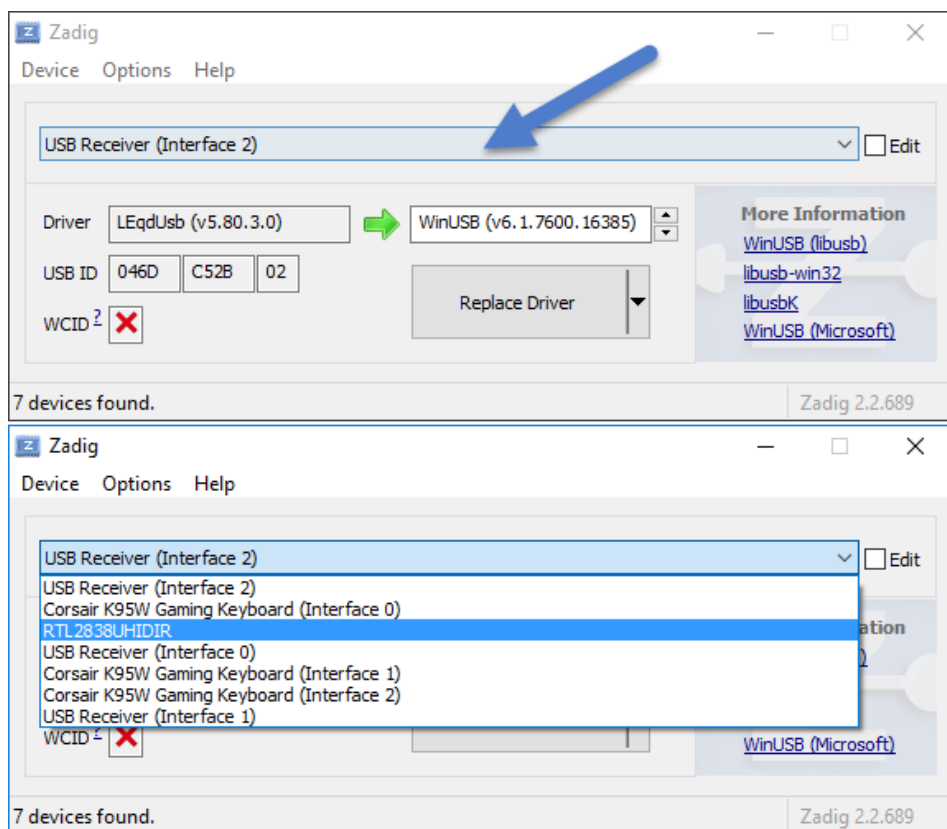 Zadig
Device Options Help
USB Receiver (Interface 2) Edit
Driver LEqdUsb (v5.80.3.0) WinUSB (v6.1.7600.16385) More Information
WinUSB (libusb)
USB ID 046D C52B 02 libusb-win32
Replace Driver
libusbK
WCID ?
WinUSB (Microsoft)
7 devices found. Zadig 2.2.689
Zadig
Device Options Help
USB Receiver (Interface 2) Edit
USB Receiver (Interface 2)
Corsair K95W Gaming Keyboard (Interface 0)
RTL2838UHIDIR ation
USB Receiver (Interface 0)
Corsair K95W Gaming Keyboard (Interface 1)
Corsair K95W Gaming Keyboard (Interface 2)
USB Receiver (Interface 1)
WCID ?
WinUSB (Microsoft)
7 devices found. Zadig 2.2.689